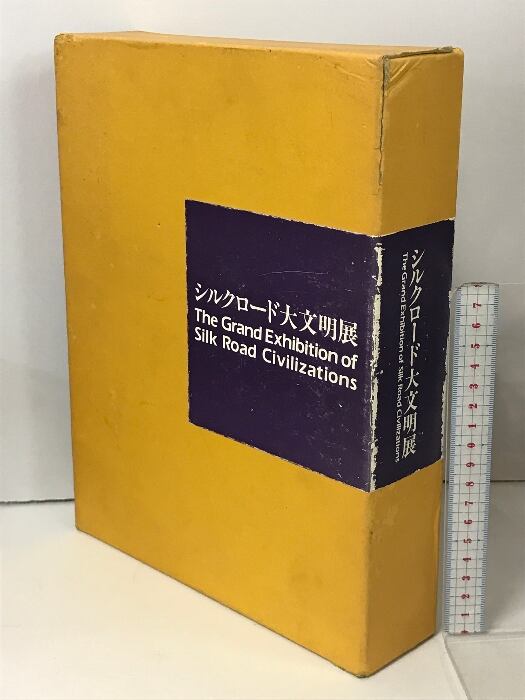 シルクロード大文明展
The Grand Exhibition of
Silk Road Civilizations
シルクロード大文明展
The Grand Exhibition of Silk Road Civilizations